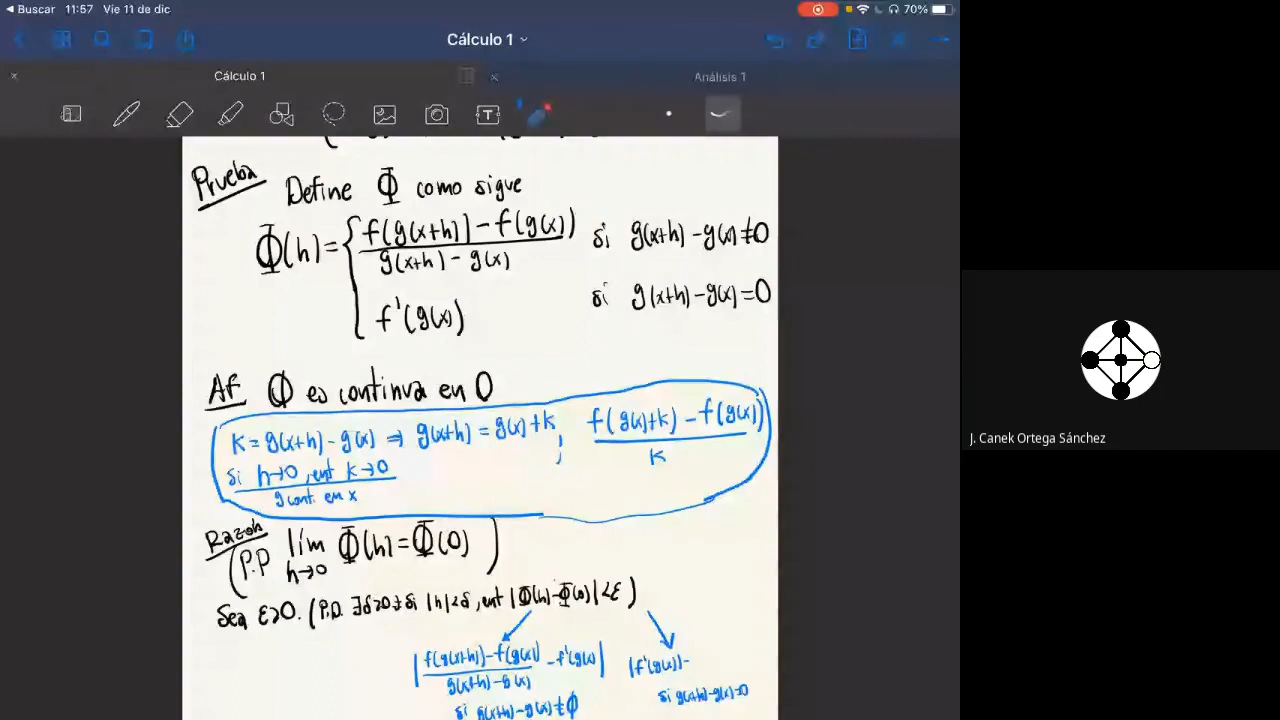 Buscar 11:57 Vie 11 de dic 70%
Cálculo 1
Cálculo 1 Análisis 1
Prueba Define Φ como sigue
Φ(h) = { f(g(x+h)) - f(g(x)) / g(x+h) - g(x) si g(x+h) - g(x) ≠ 0
f'(g(x)) si g(x+h) - g(x) = 0
Af Φ es continua en 0
K = g(x+h) - g(x) ⇒ g(x+h) = g(x) + K ; f(g(x)+K) - f(g(x)) / K
si h→0, ent K→0
g cont. em x
Razón
(P.P lím h→0 Φ(h) = Φ(0) )
Sea ε>0. (P.D. ∃δ>0 ∋ si |h|<δ, ent |Φ(h) - Φ(0)| < ε)
| f(g(x+h)) - f(g(x)) / g(x+h) - g(x) - f'(g(x)) | |f'(g(x)) -
si g(x+h) - g(x) ≠ 0 si g(x+h) - g(x) = 0
J. Canek Ortega Sánchez